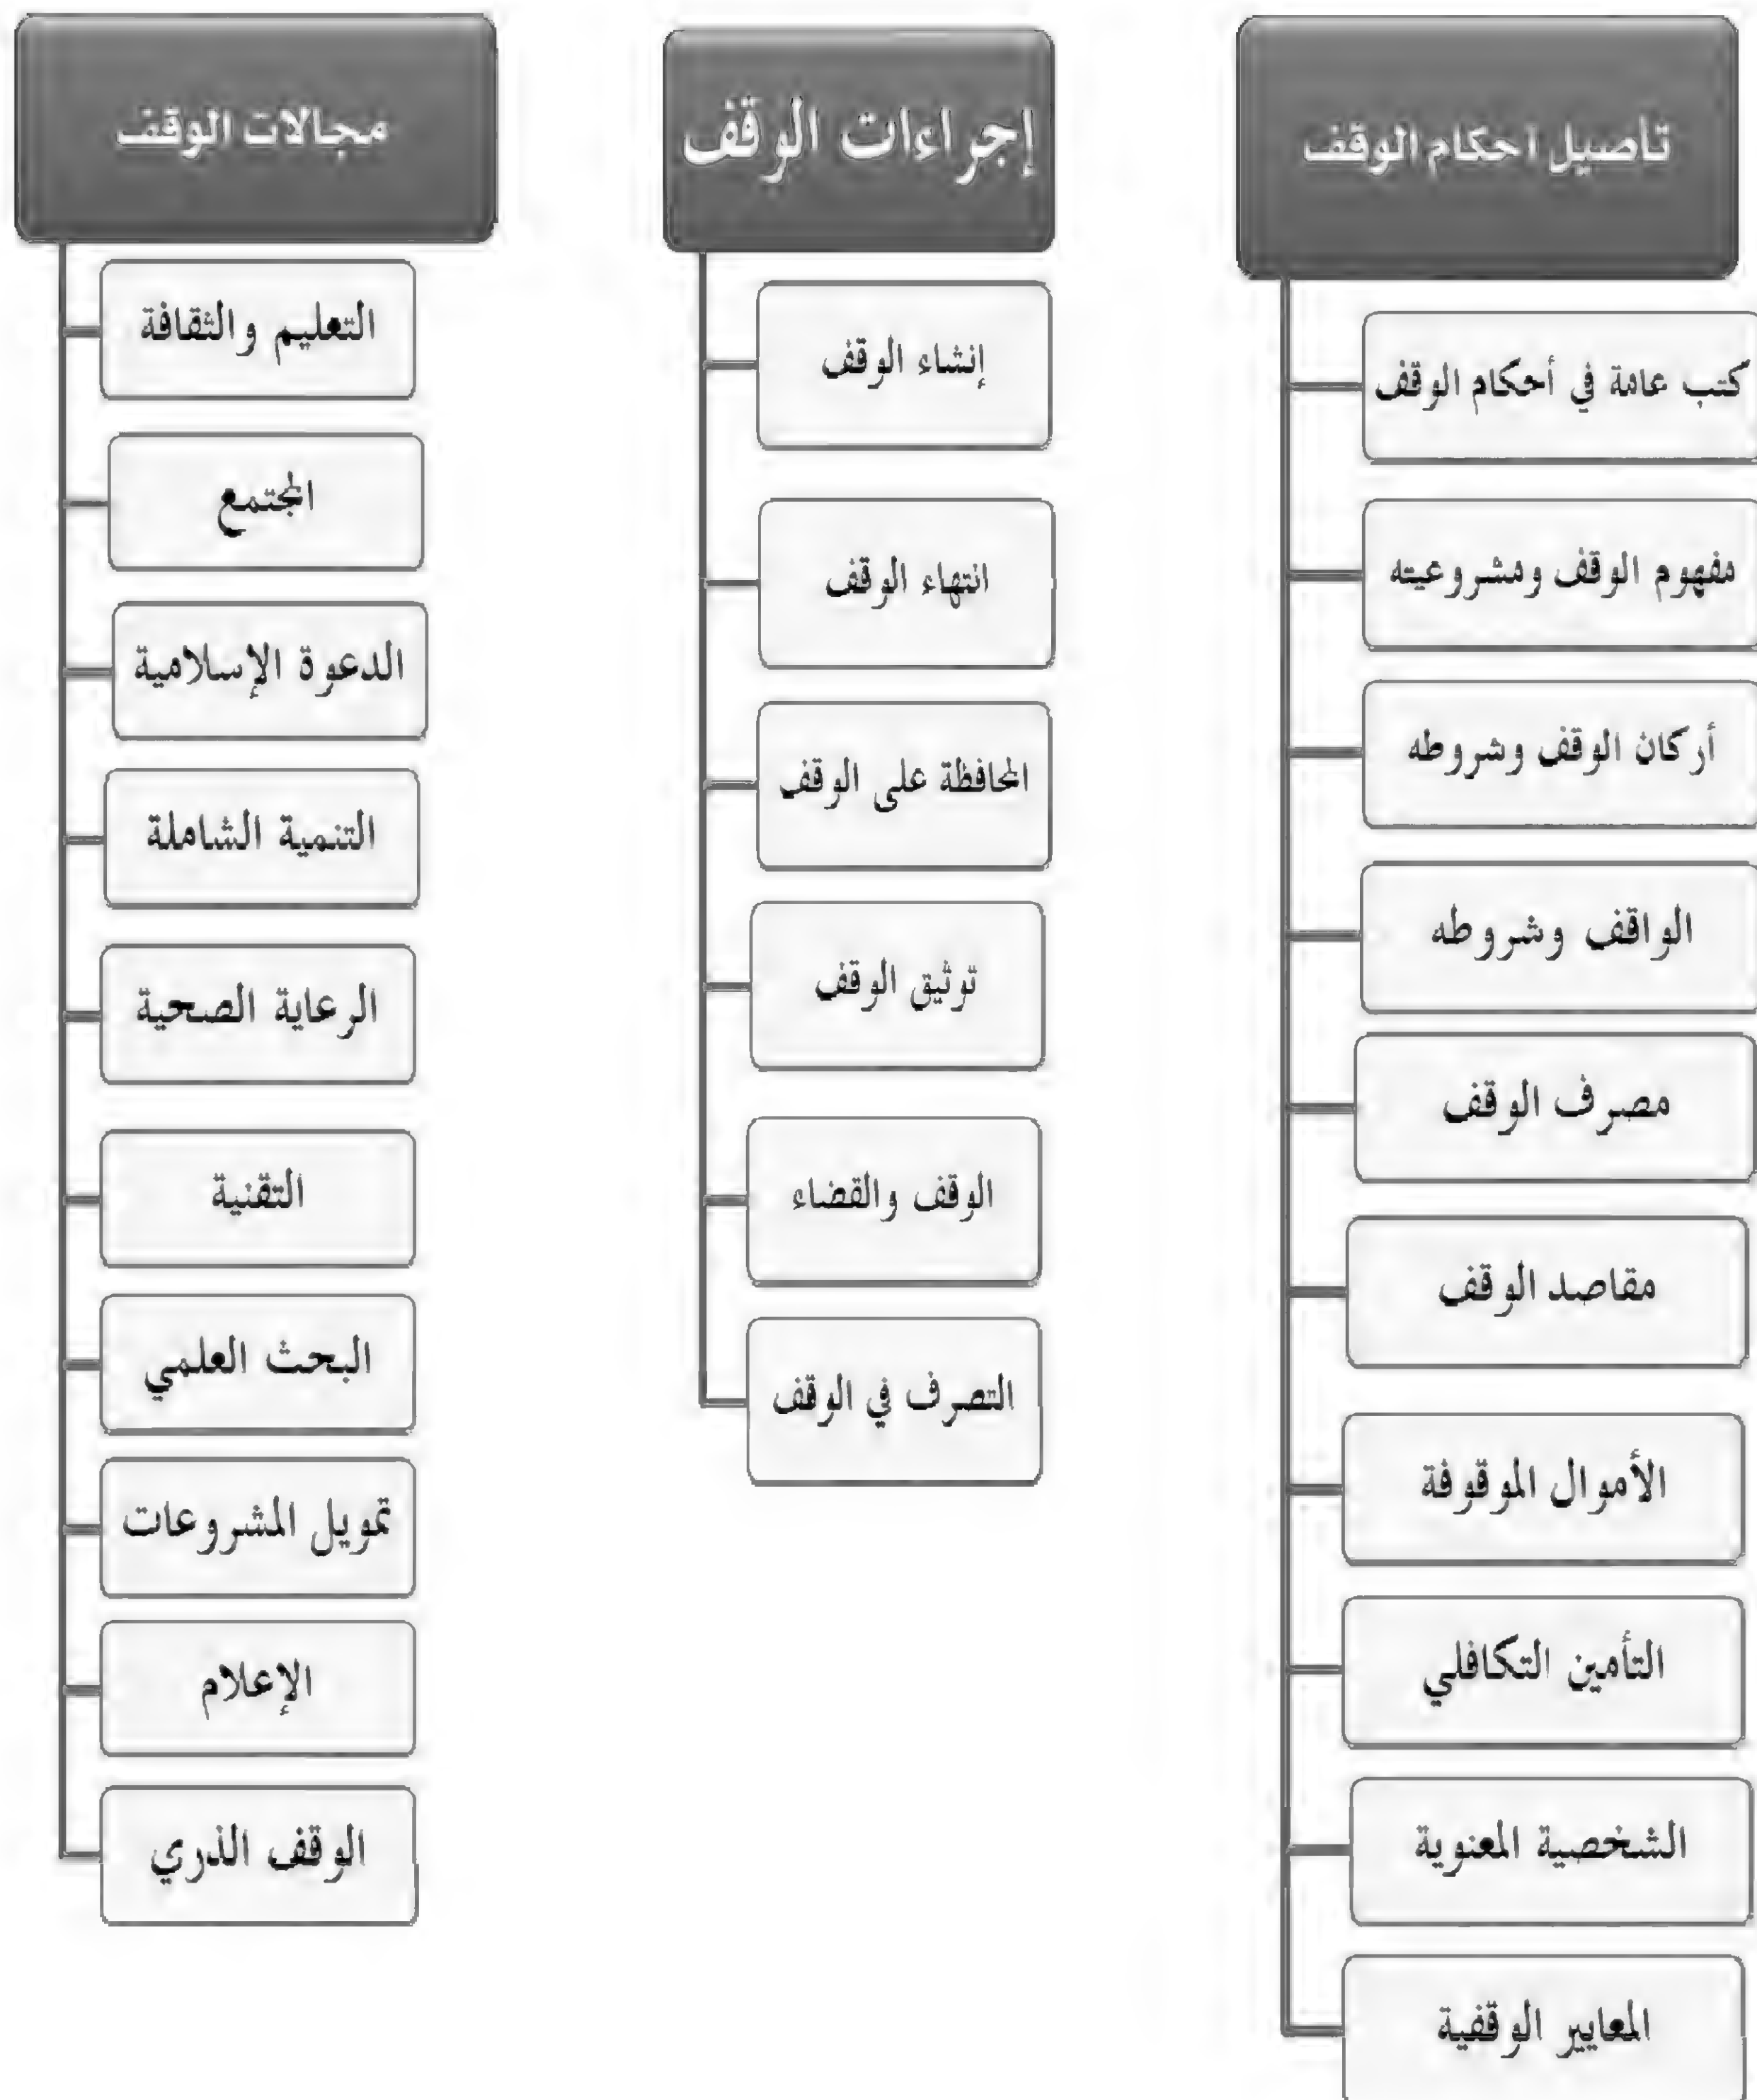 تأصيل احكام الوقف
كتب عامة في أحكام الوقف
مفهوم الوقف ومشروعيته
أركان الوقف وشروطه
الواقف وشروطه
مصرف الوقف
مقاصد الوقف
الأموال الموقوفة
التأمين التكافلي
الشخصية المعنوية
المعايير الوقفية
إجراءات الوقف
إنشاء الوقف
انتهاء الوقف
المحافظة على الوقف
توثيق الوقف
الوقف والقضاء
التصرف في الوقف
مجالات الوقف
التعليم والثقافة
المجتمع
الدعوة الإسلامية
التنمية الشاملة
الرعاية الصحية
التقنية
البحث العلمي
تمويل المشروعات
الإعلام
الوقف الذري